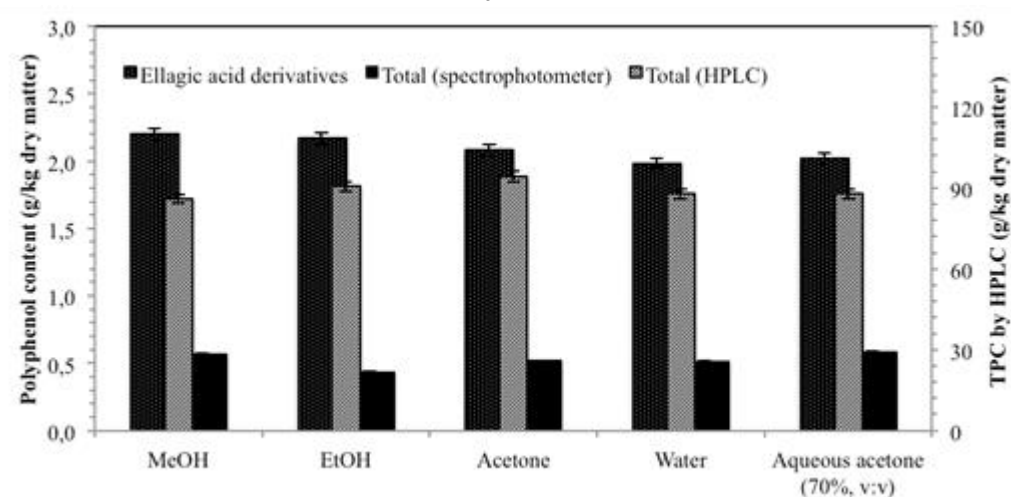 3,0
2,5
2,0
1,5
1,0
0,5
0,0
Polyphenol content (g/kg dry matter)
Ellagic acid derivatives Total (spectrophotometer) Total (HPLC)
150
120
90
60
30
0
TPC by HPLC (g/kg dry matter)
MeOH EtOH Acetone Water Aqueous acetone
(70%, v:v)